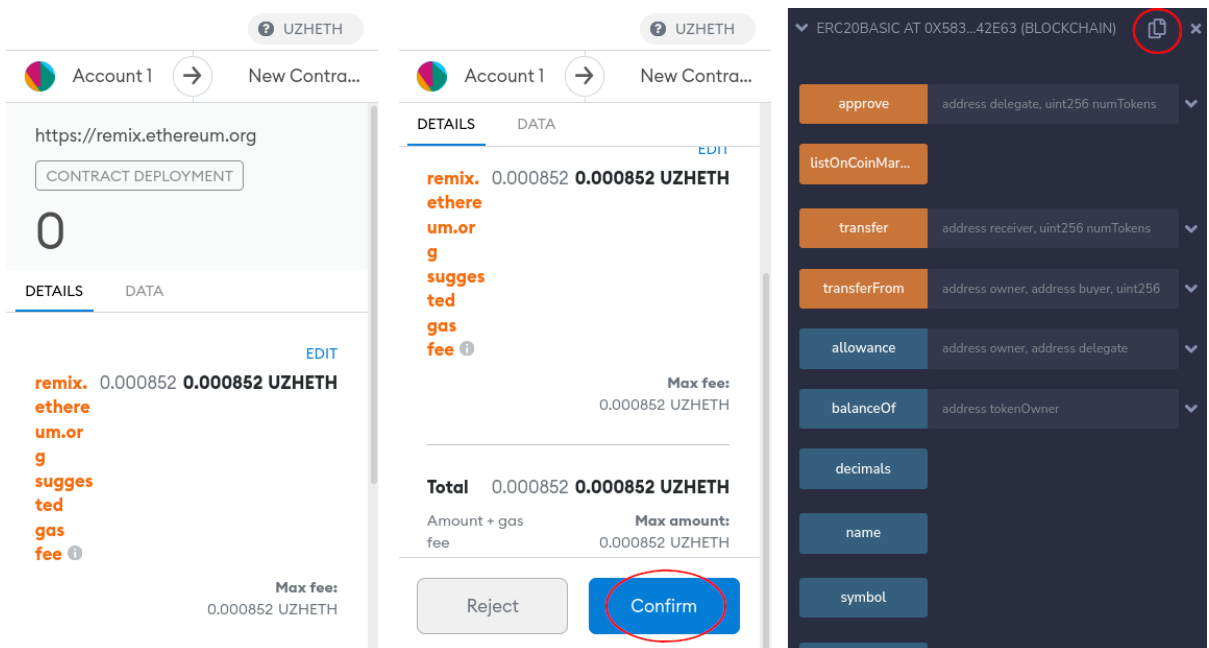 UZHETH
Account 1
New Contra...
https://remix.ethereum.org
CONTRACT DEPLOYMENT
0
DETAILS
DATA
EDIT
remix. 0.000852 0.000852 UZHETH
ethere
um.or
g
sugges
ted
gas
fee
Max fee:
0.000852 UZHETH
UZHETH
Account 1
New Contra...
DETAILS
DATA
EDIT
remix. 0.000852 0.000852 UZHETH
ethere
um.or
g
sugges
ted
gas
fee
Max fee:
0.000852 UZHETH
Total 0.000852 0.000852 UZHETH
Amount + gas Max amount:
fee 0.000852 UZHETH
Reject
Confirm
ERC20BASIC AT 0X583...42E63 (BLOCKCHAIN)
approve address delegate, uint256 numTokens
listOnCoinMar...
transfer address receiver, uint256 numTokens
transferFrom address owner, address buyer, uint256
allowance address owner, address delegate
balanceOf address tokenOwner
decimals
name
symbol